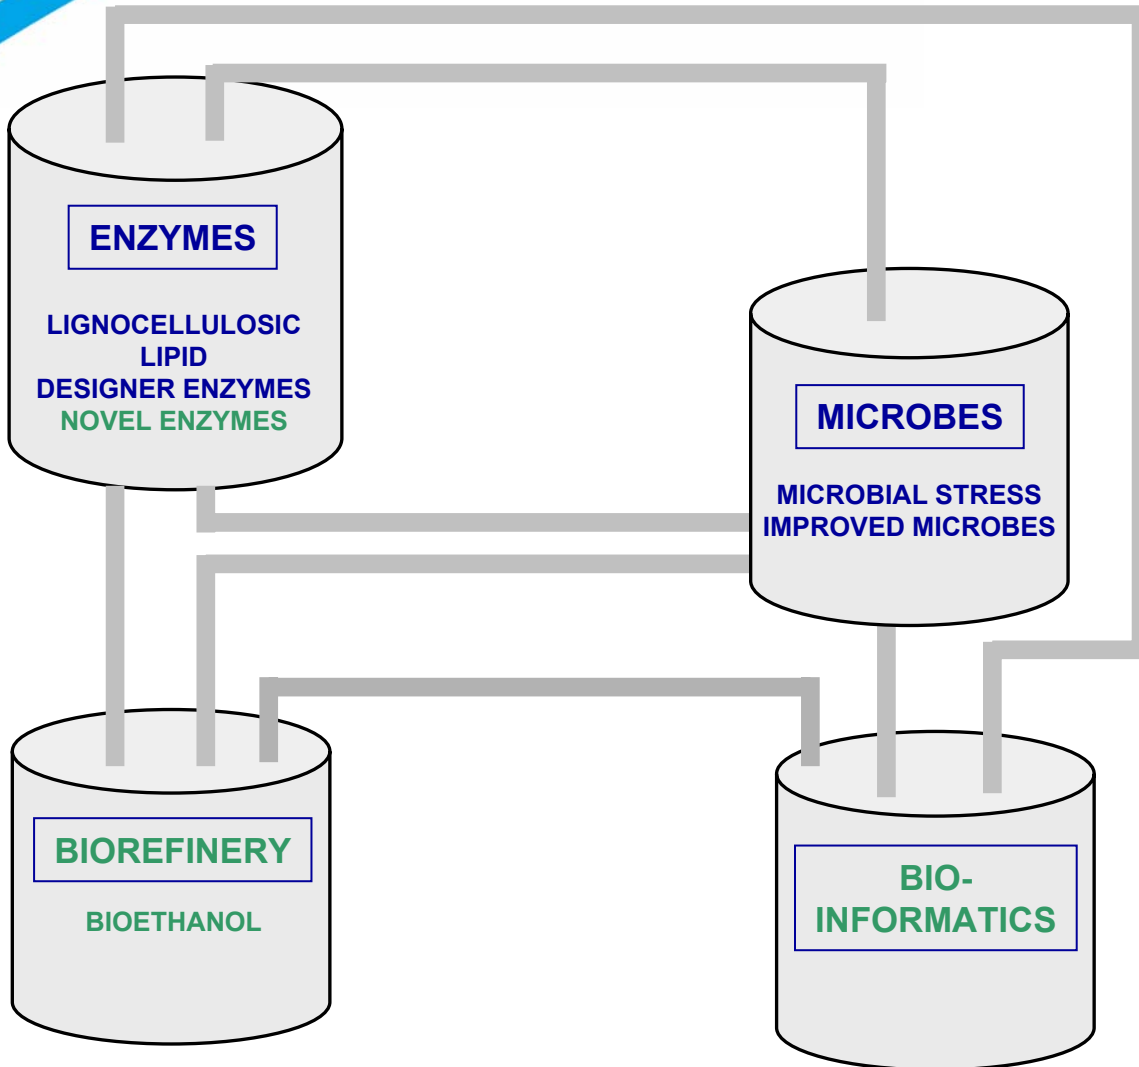 ENZYMES
LIGNOCELLULOSIC
LIPID
DESIGNER ENZYMES
NOVEL ENZYMES
MICROBES
MICROBIAL STRESS
IMPROVED MICROBES
BIOREFINERY
BIOETHANOL
BIO-
INFORMATICS